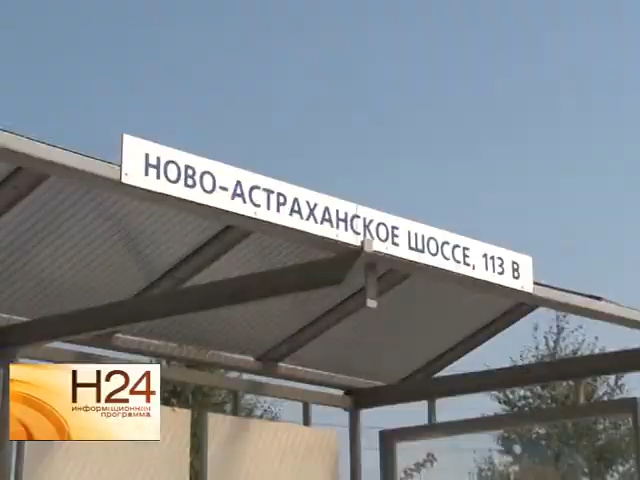 НОВО-АСТРАХАНСКОЕ ШОССЕ, 113 В
Н24
информационная
программа